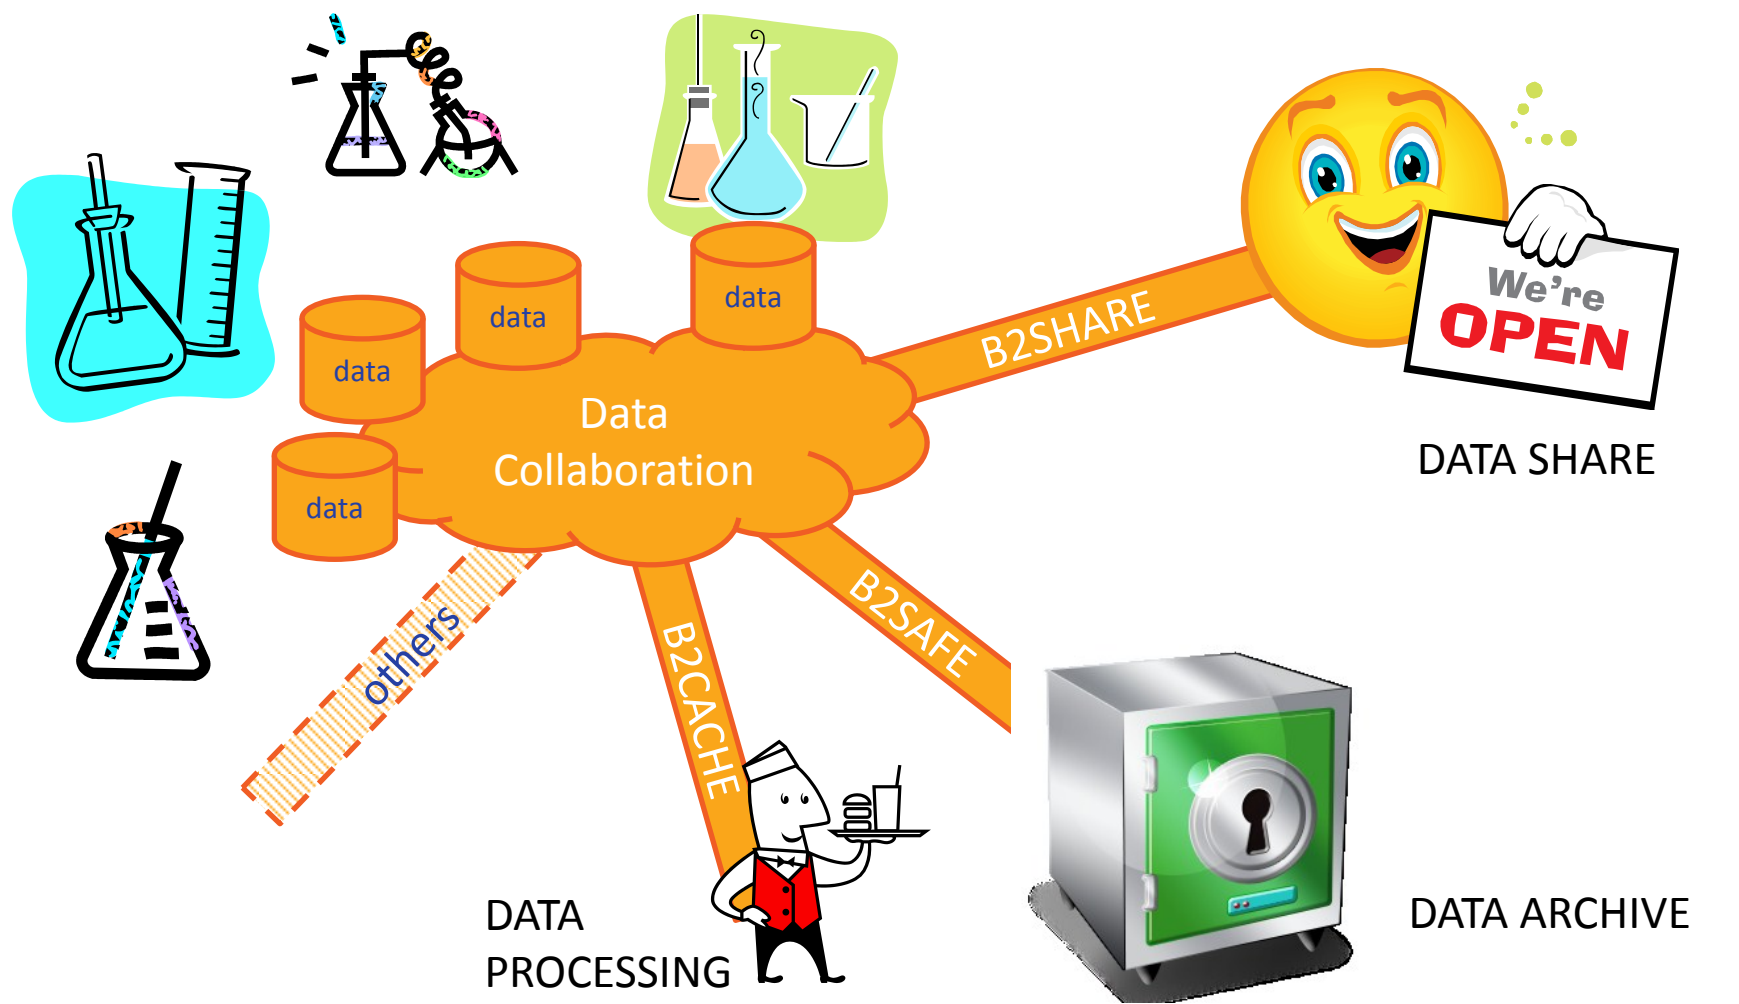 data
data
data
data
Data
Collaboration
B2SHARE
We're
OPEN
DATA SHARE
others
B2CACHE
B2SAFE
DATA
PROCESSING
DATA ARCHIVE